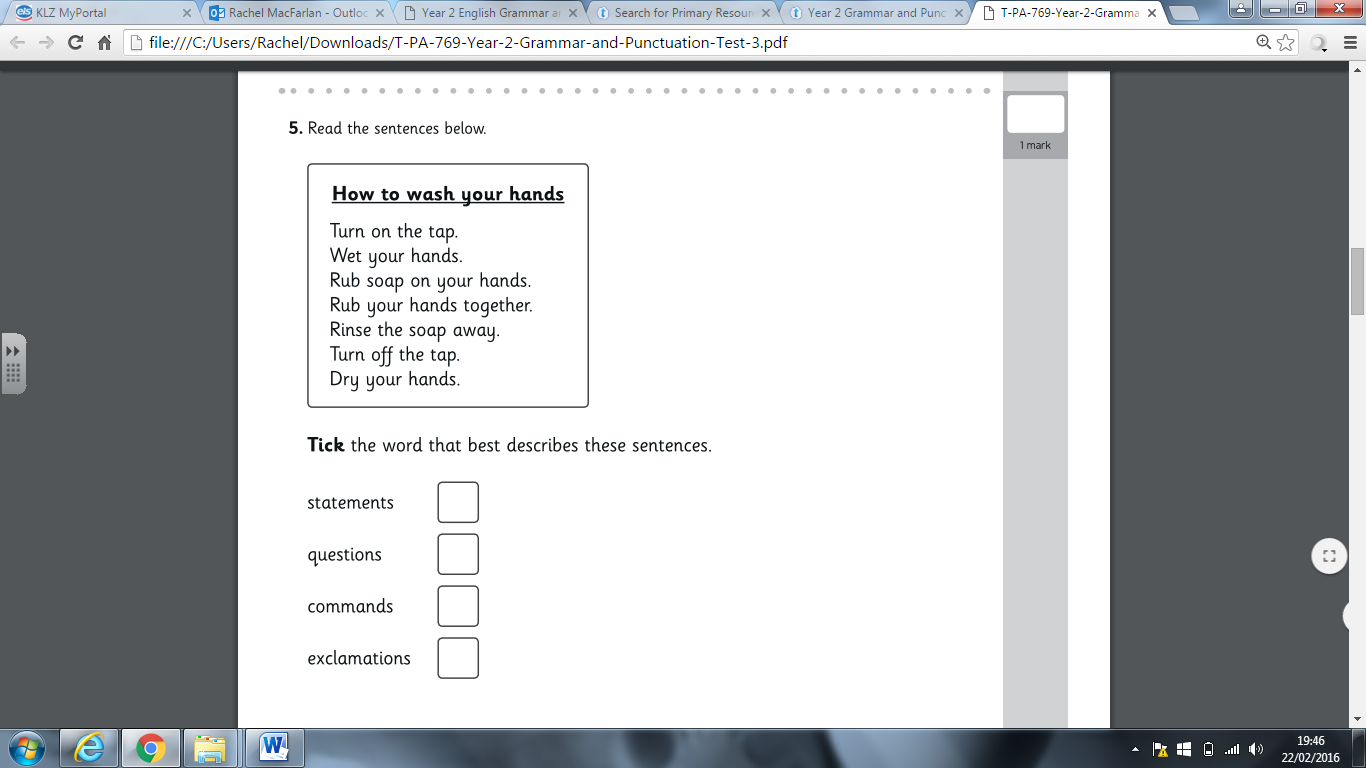 KLZ MyPortal
Rachel MacFarlan - Outloo
Year 2 English Grammar a
Search for Primary Resour
Year 2 Grammar and Punc
T-PA-769-Year-2-Gramma
file:///C:/Users/Rachel/Downloads/T-PA-769-Year-2-Grammar-and-Punctuation-Test-3.pdf
5. Read the sentences below.
1 mark
How to wash your hands
Turn on the tap.
Wet your hands.
Rub soap on your hands.
Rub your hands together.
Rinse the soap away.
Turn off the tap.
Dry your hands.
Tick the word that best describes these sentences.
statements
questions
commands
exclamations
19:46
22/02/2016